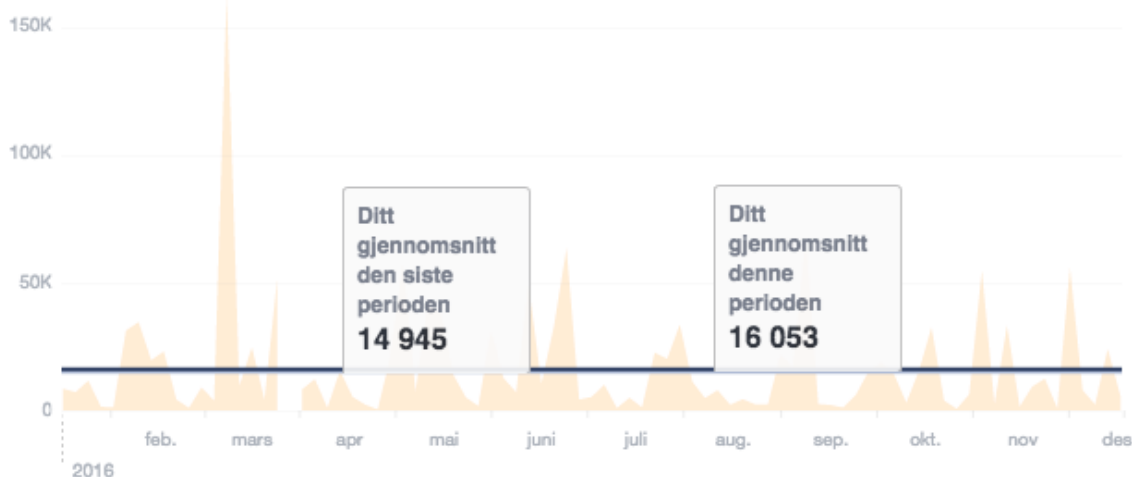 150K
100K
50K
0
Ditt
gjennomsnitt
den siste
perioden
14 945
Ditt
gjennomsnitt
denne
perioden
16 053
feb. mars apr mai juni juli aug. sep. okt. nov des
2016